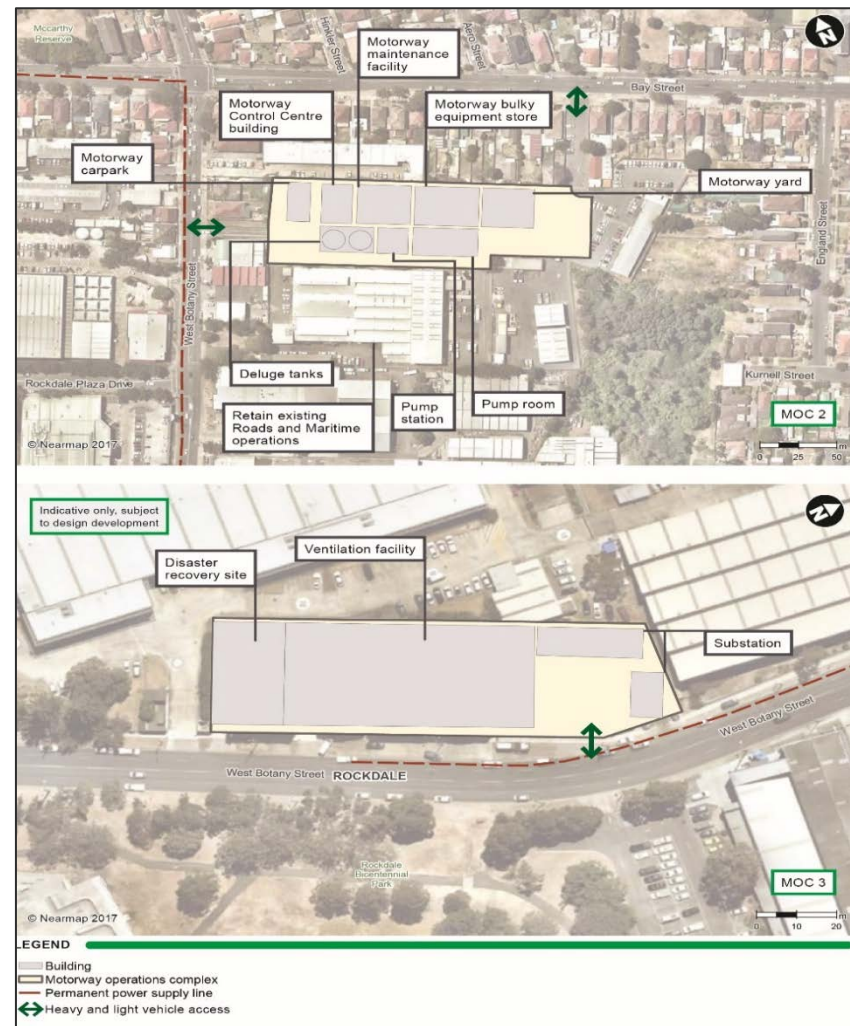 McCarthy
Reserve
Hinkler Street
Aero Street
N
Motorway
maintenance
facility
Bay Street
Motorway
Control Centre
building
Motorway bulky
equipment store
Motorway
carpark
Motorway yard
England Street
West Botany Street
Rockdale Plaza Drive
Kurnell Street
Deluge tanks
Retain existing
Roads and Maritime
operations
Pump
station
Pump room
MOC 2
© Nearmap 2017
0 25 50
m
Indicative only, subject
to design development
N
Disaster
recovery site
Ventilation facility
Substation
West Botany Street
West Botany Street ROCKDALE
Rockdale
Bicentennial
Park
MOC 3
© Nearmap 2017
0 10 20
m
LEGEND
Building
Motorway operations complex
Permanent power supply line
Heavy and light vehicle access